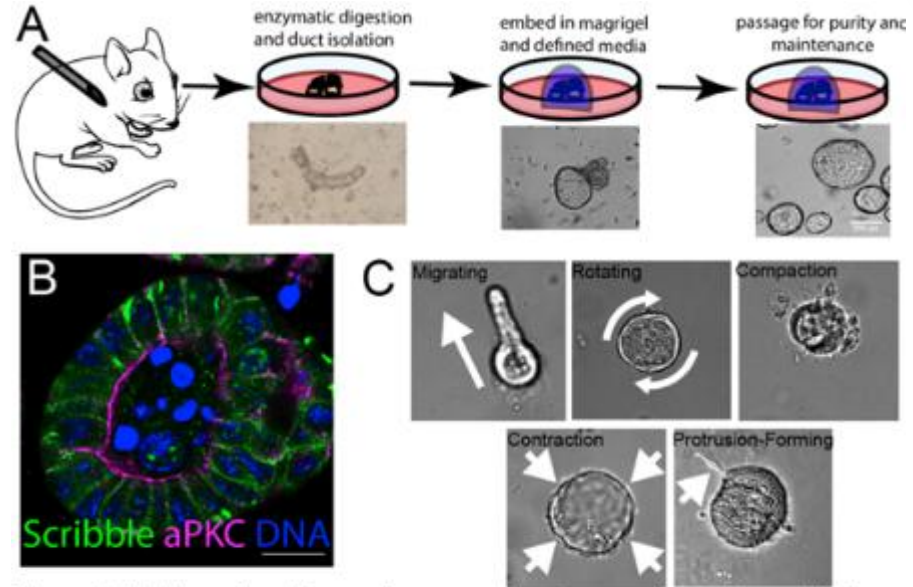 A
enzymatic digestion
and duct isolation
embed in magrigel
and defined media
passage for purity and
maintenance
B
Scribble aPKC DNA
C
Migrating
Rotating
Compaction
Contraction
Protrusion-Forming